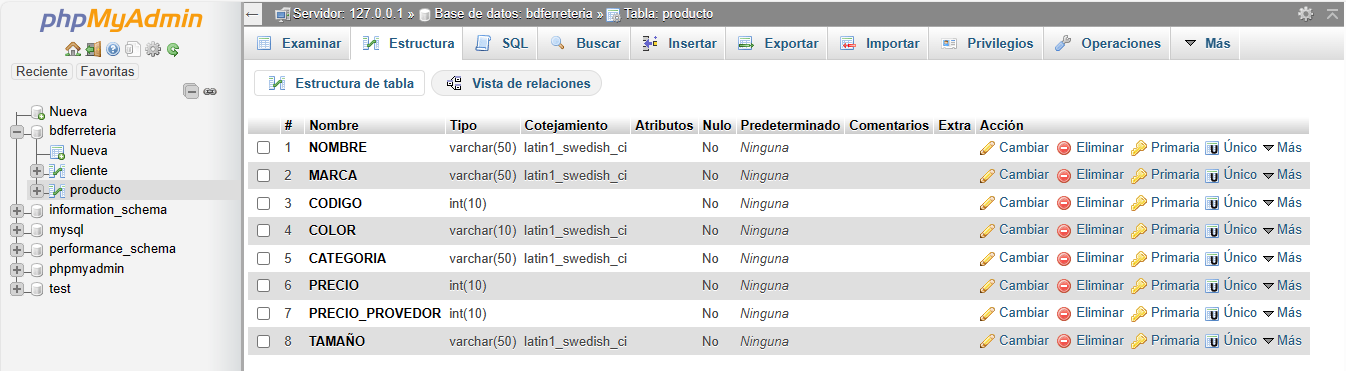 phpMyAdmin
Reciente Favoritas
Nueva
bdferreteria
Nueva
cliente
producto
information_schema
mysql
performance_schema
phpmyadmin
test
Servidor: 127.0.0.1 » Base de datos: bdferreteria » Tabla: producto
Examinar Estructura SQL Buscar Insertar Exportar Importar Privilegios Operaciones Más
Estructura de tabla Vista de relaciones
# Nombre Tipo Cotejamiento Atributos Nulo Predeterminado Comentarios Extra Acción
1 NOMBRE varchar(50) latin1_swedish_ci No Ninguna Cambiar Eliminar Primaria Único Más
2 MARCA varchar(50) latin1_swedish_ci No Ninguna Cambiar Eliminar Primaria Único Más
3 CODIGO int(10) No Ninguna Cambiar Eliminar Primaria Único Más
4 COLOR varchar(10) latin1_swedish_ci No Ninguna Cambiar Eliminar Primaria Único Más
5 CATEGORIA varchar(50) latin1_swedish_ci No Ninguna Cambiar Eliminar Primaria Único Más
6 PRECIO int(10) No Ninguna Cambiar Eliminar Primaria Único Más
7 PRECIO_PROVEDOR int(10) No Ninguna Cambiar Eliminar Primaria Único Más
8 TAMAÑO varchar(50) latin1_swedish_ci No Ninguna Cambiar Eliminar Primaria Único Más